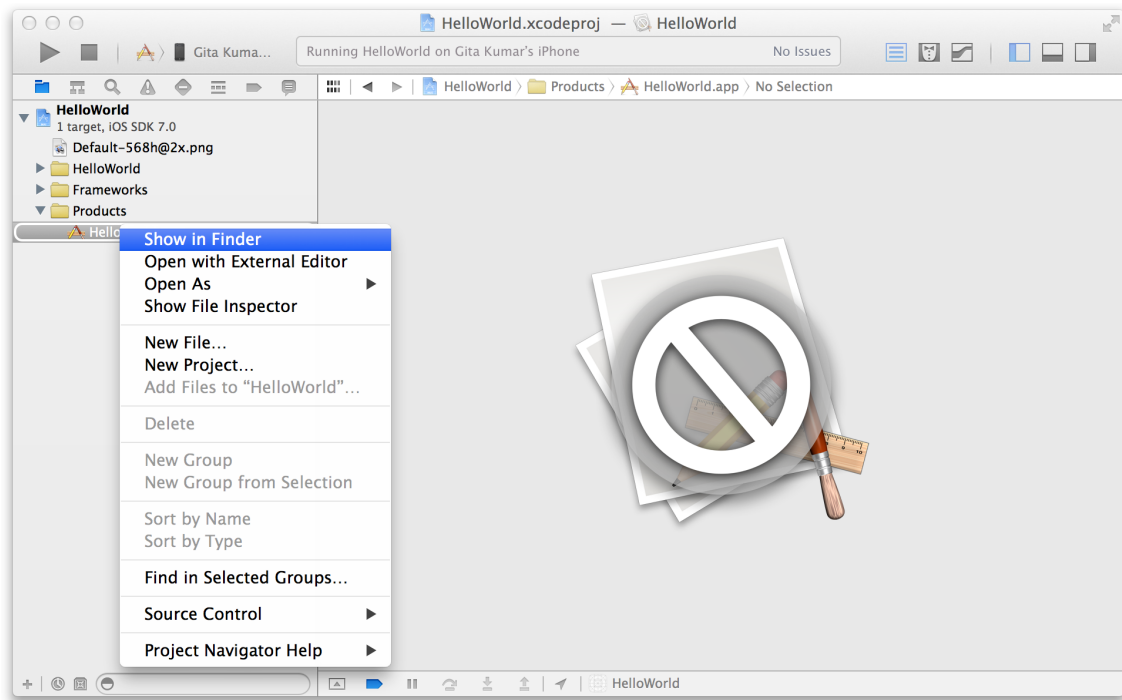 HelloWorld.xcodeproj — HelloWorld
Gita Kuma...
Running HelloWorld on Gita Kumar's iPhone No Issues
HelloWorld Products HelloWorld.app No Selection
HelloWorld
1 target, iOS SDK 7.0
Default-568h@2x.png
HelloWorld
Frameworks
Products
Hello
Show in Finder
Open with External Editor
Open As
Show File Inspector
New File...
New Project...
Add Files to “HelloWorld”...
Delete
New Group
New Group from Selection
Sort by Name
Sort by Type
Find in Selected Groups...
Source Control
Project Navigator Help
HelloWorld